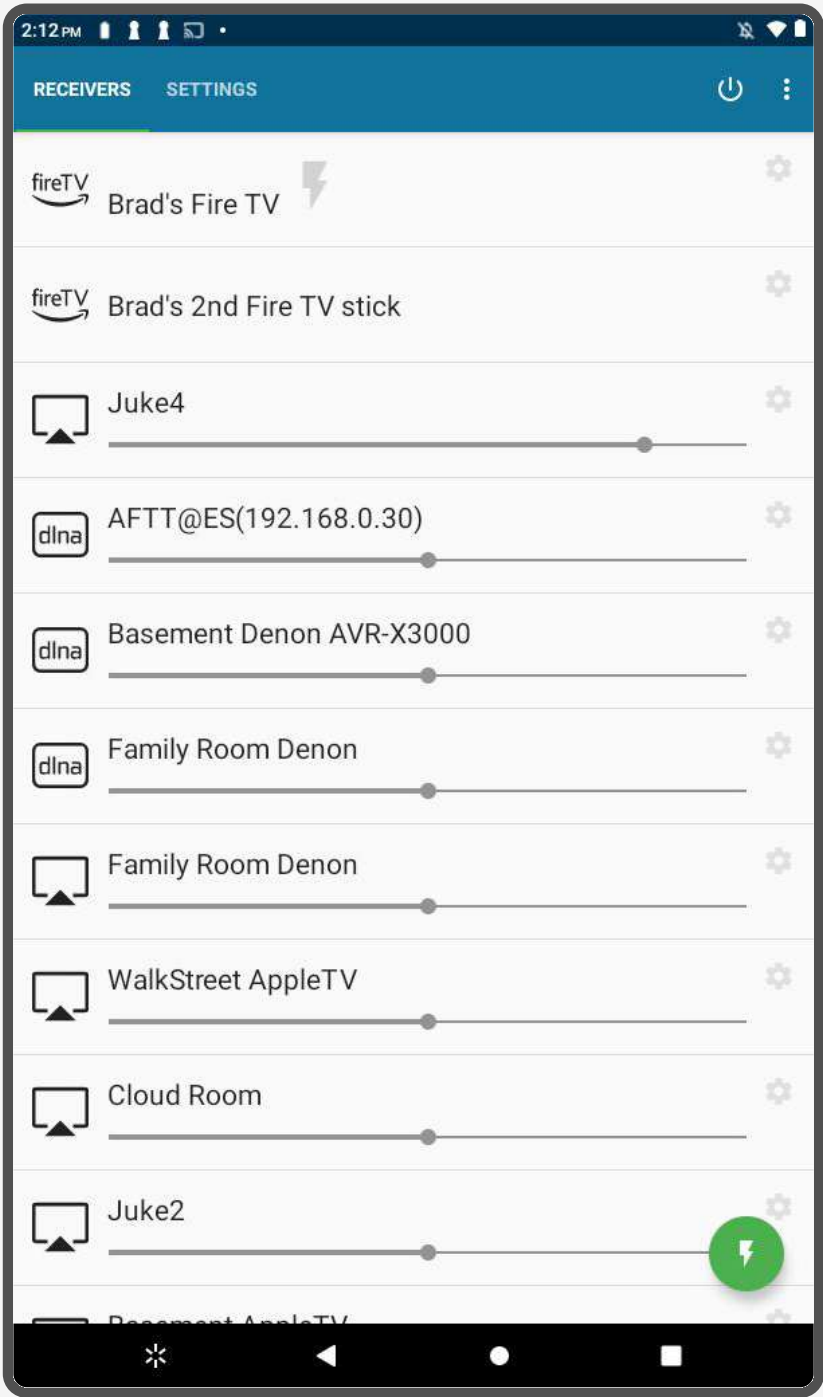 2:12 PM
RECEIVERS SETTINGS
fireTV
Brad's Fire TV
fireTV
Brad's 2nd Fire TV stick
Juke4
dlna
AFTT@ES(192.168.0.30)
dlna
Basement Denon AVR-X3000
dlna
Family Room Denon
Family Room Denon
WalkStreet AppleTV
Cloud Room
Juke2
Basement AppleTV